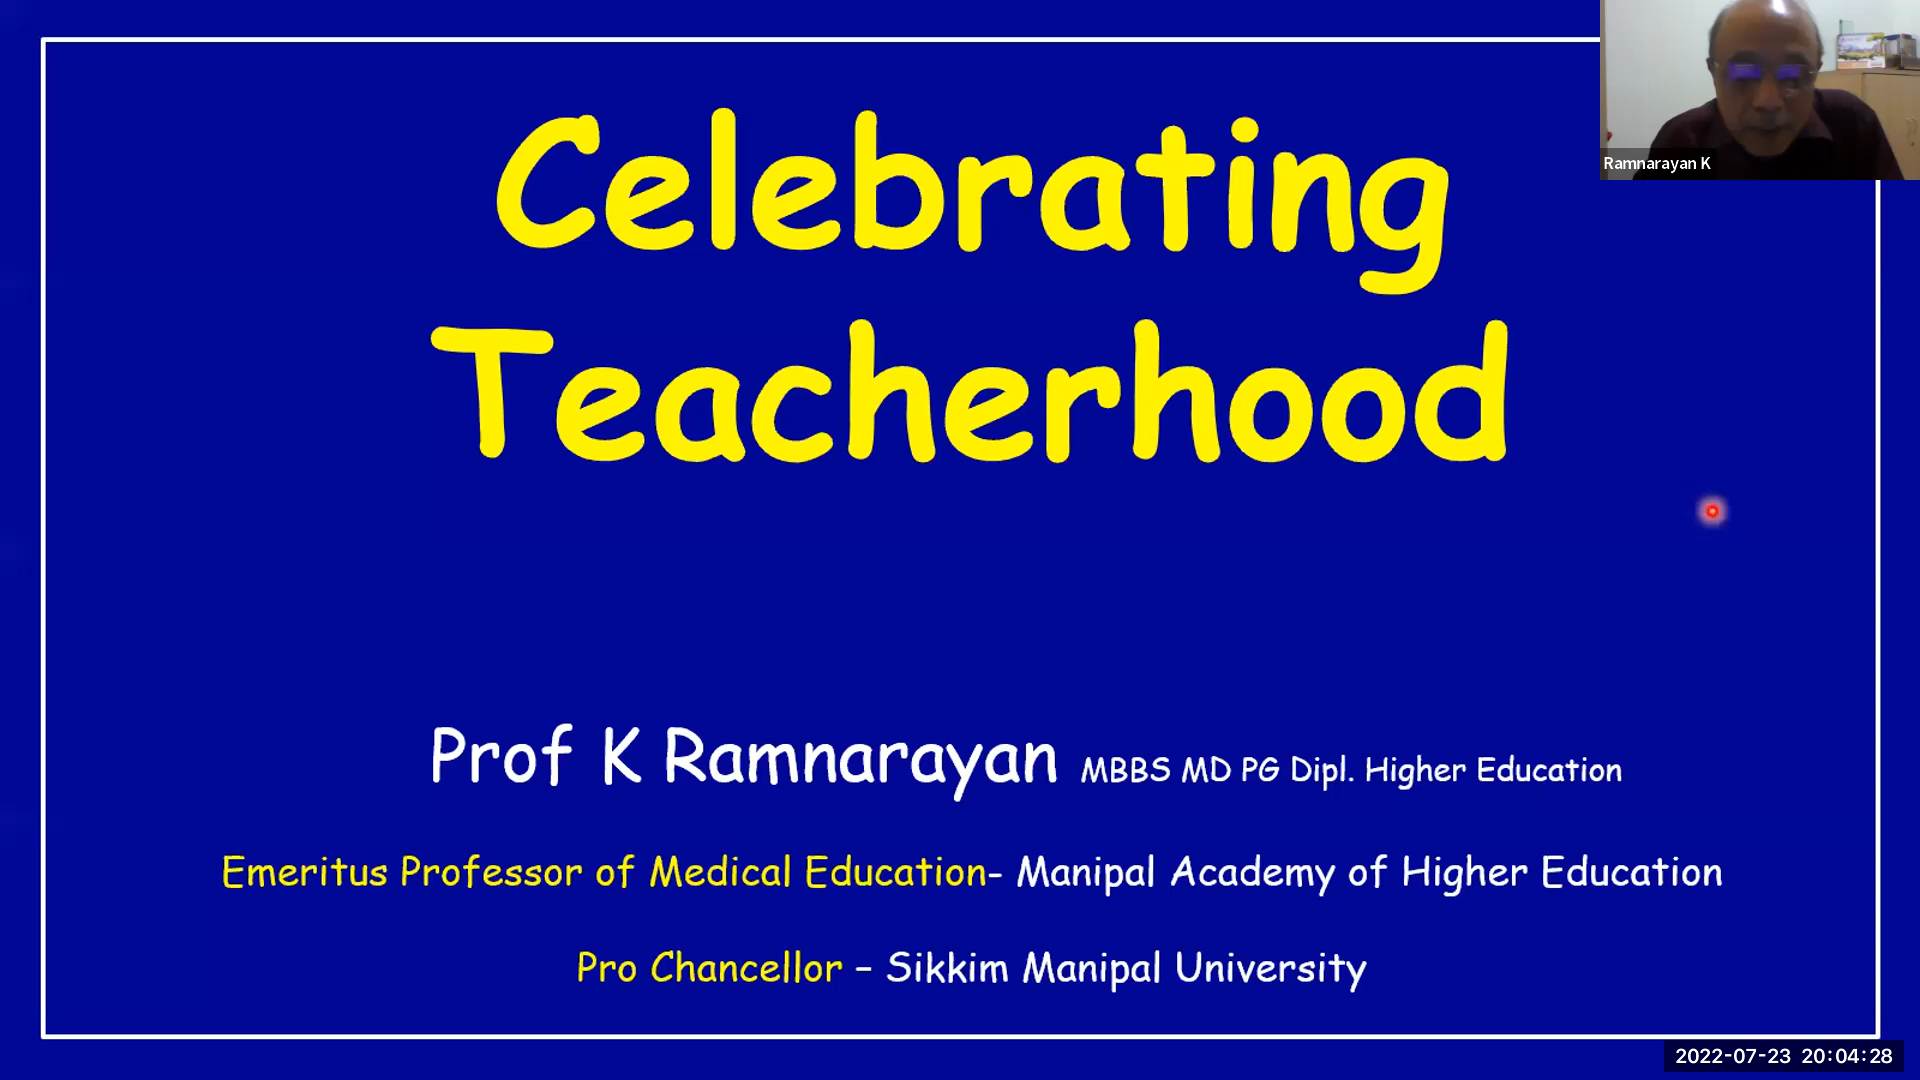 Celebrating
Teacherhood
Ramnarayan K
Prof K Ramnarayan MBBS MD PG Dipl. Higher Education
Emeritus Professor of Medical Education- Manipal Academy of Higher Education
Pro Chancellor – Sikkim Manipal University
2022-07-23 20:04:28